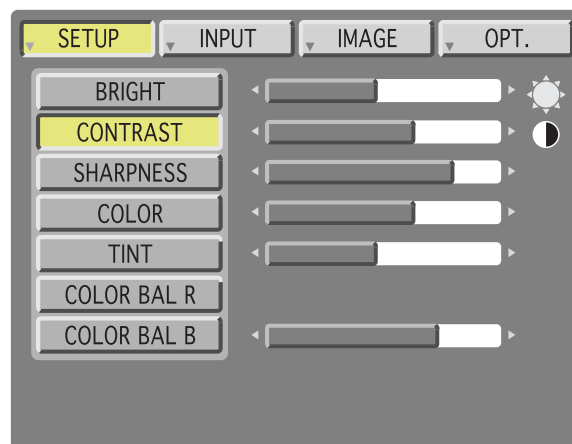 SETUP INPUT IMAGE OPT.
BRIGHT
CONTRAST
SHARPNESS
COLOR
TINT
COLOR BAL R
COLOR BAL B